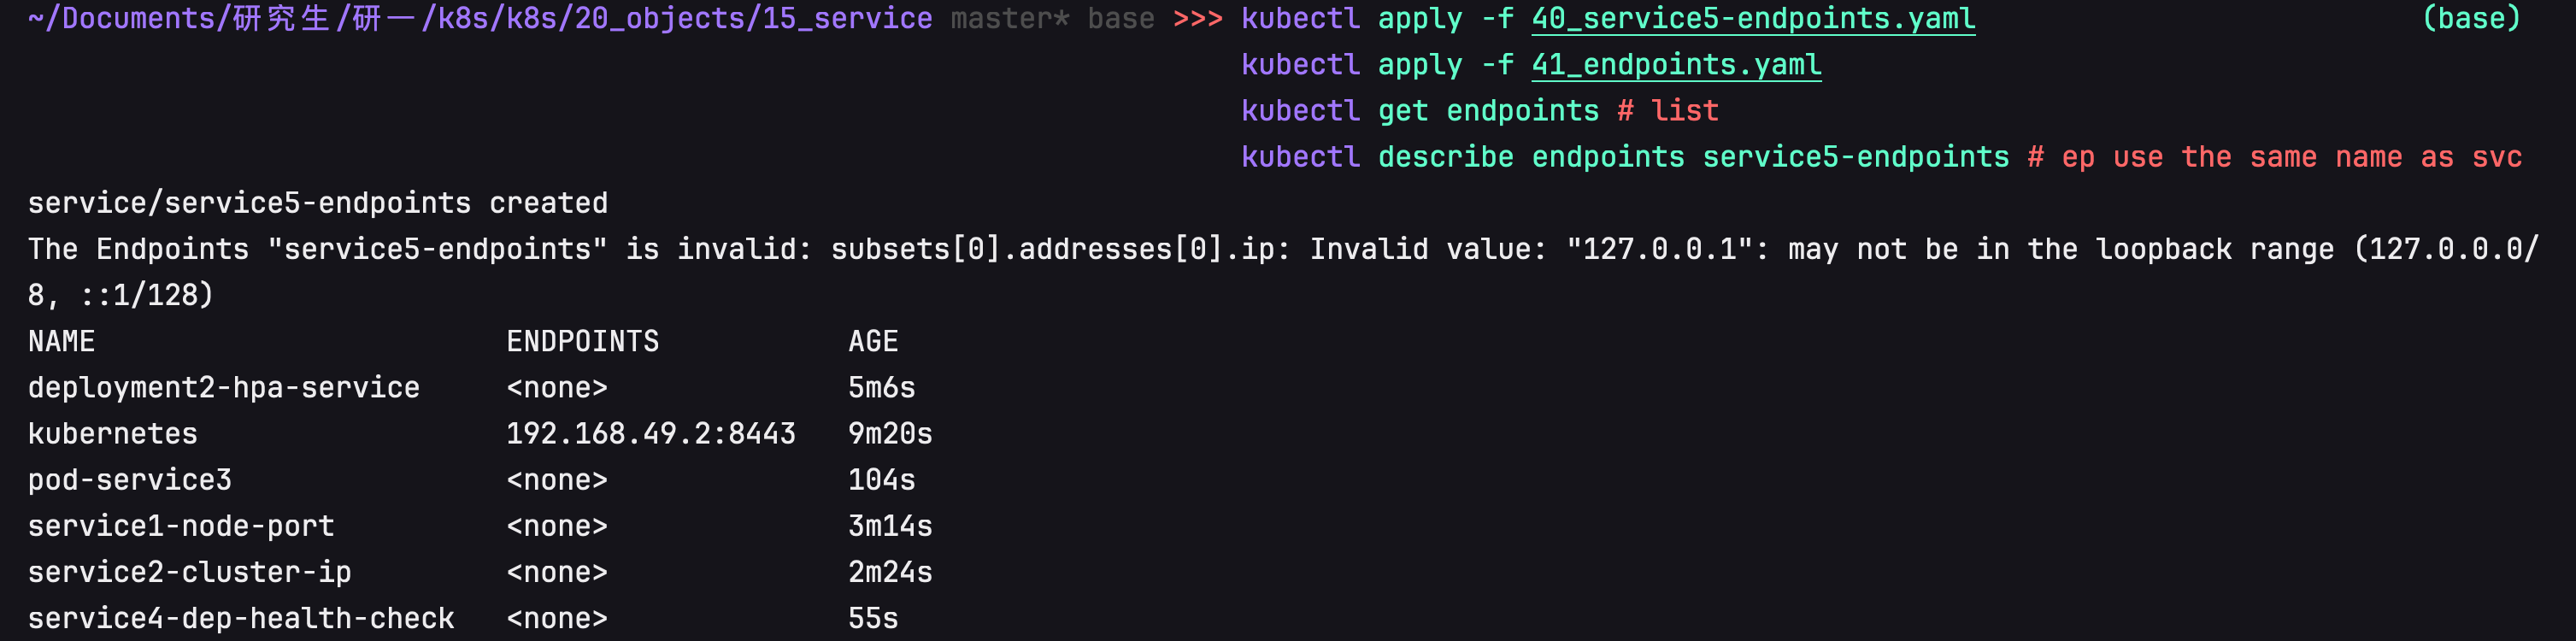 ~/Documents/研究生/研一/k8s/k8s/20_objects/15_service master* base >>> kubectl apply -f 40_service5-endpoints.yaml (base)
kubectl apply -f 41_endpoints.yaml
kubectl get endpoints # list
kubectl describe endpoints service5-endpoints # ep use the same name as svc
service/service5-endpoints created
The Endpoints "service5-endpoints" is invalid: subsets[0].addresses[0].ip: Invalid value: "127.0.0.1": may not be in the loopback range (127.0.0.0/
8, ::1/128)
NAME ENDPOINTS AGE
deployment2-hpa-service <none> 5m6s
kubernetes 192.168.49.2:8443 9m20s
pod-service3 <none> 104s
service1-node-port <none> 3m14s
service2-cluster-ip <none> 2m24s
service4-dep-health-check <none> 55s